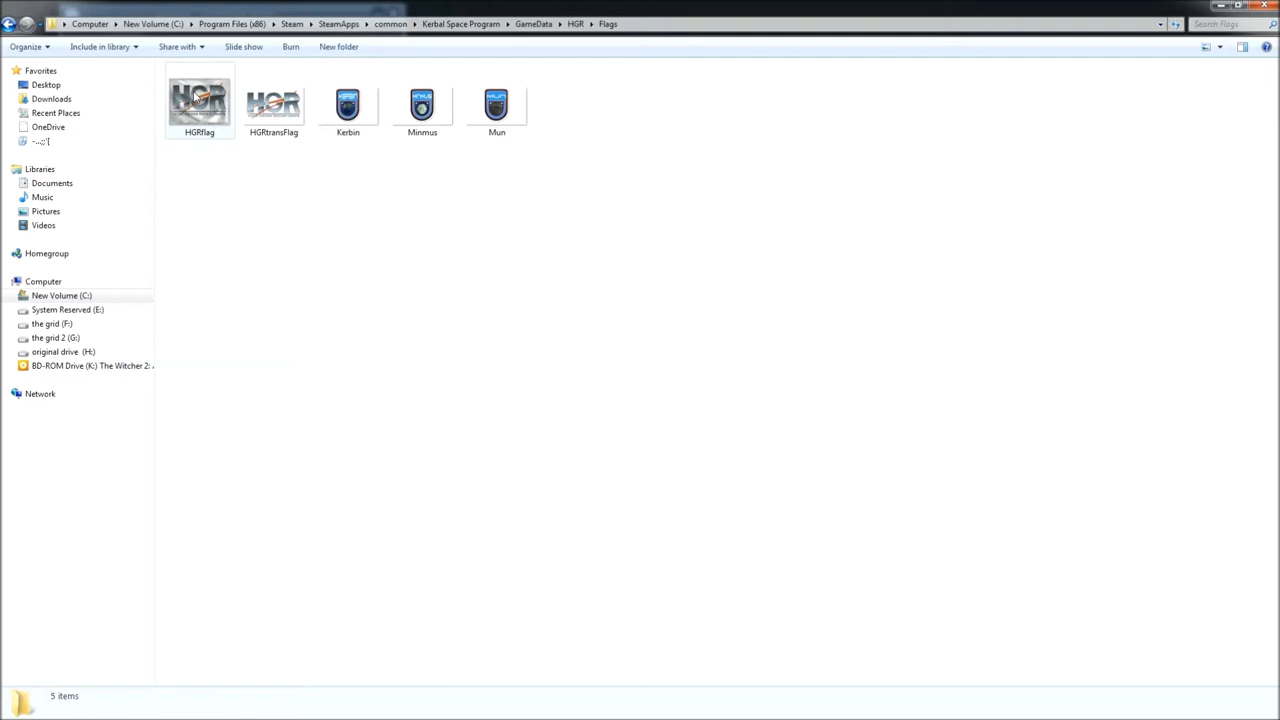 Computer New Volume (C:) Program Files (x86) Steam SteamApps common Kerbal Space Program GameData HGR Flags
Search Flags
Organize Include in library Share with Slide show Burn New folder
Favorites
Desktop
Downloads
Recent Places
OneDrive
-...;;'[
Libraries
Documents
Music
Pictures
Videos
Homegroup
Computer
New Volume (C:)
System Reserved (E:)
the grid (F:)
the grid 2 (G:)
original drive (H:)
BD-ROM Drive (K:) The Witcher 2:
Network
HGR
HGR
HGRflag
HGRtransFlag
Kerbin
Minmus
Mun
5 items